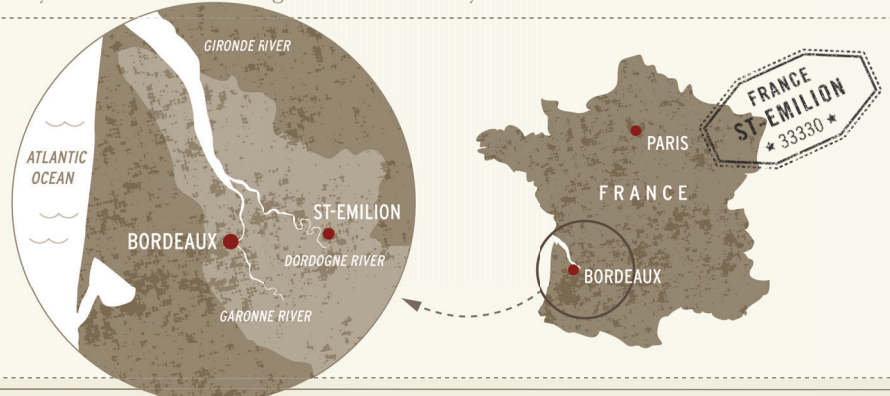 GIRONDE RIVER
ATLANTIC
OCEAN
ST-EMILION
BORDEAUX
DORDOGNE RIVER
GARONNE RIVER
PARIS
FRANCE
BORDEAUX
FRANCE
ST-EMILION
★ 33330 ★